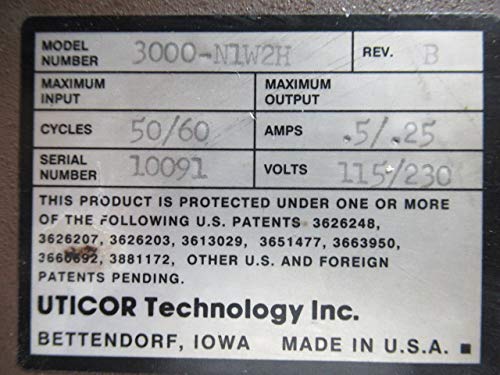 MODEL NUMBER 3000-N1W2H REV. B
MAXIMUM INPUT MAXIMUM OUTPUT
CYCLES 50/60 AMPS .5/.25
SERIAL NUMBER 10091 VOLTS 115/230
THIS PRODUCT IS PROTECTED UNDER ONE OR MORE
OF THE FOLLOWING U.S. PATENTS 3626248,
3626207, 3626203, 3613029, 3651477, 3663950,
3660692, 3881172, OTHER U.S. AND FOREIGN
PATENTS PENDING.
UTICOR Technology Inc.
BETTENDORF, IOWA MADE IN U.S.A.